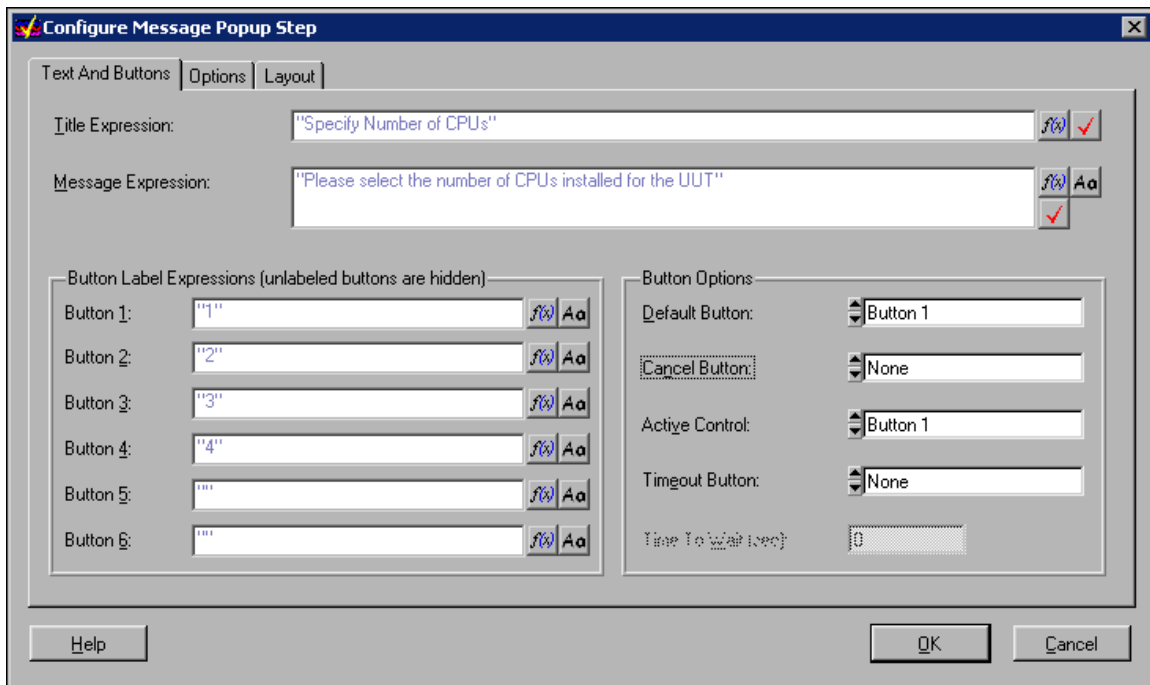 Configure Message Popup Step
Text And Buttons Options Layout
Title Expression: "Specify Number of CPUs" f(x)
Message Expression: "Please select the number of CPUs installed for the UUT" f(x) Aa
Button Label Expressions (unlabeled buttons are hidden) Button Options
Button 1: "1" f(x) Aa Default Button: Button 1
Button 2: "2" f(x) Aa Cancel Button: None
Button 3: "3" f(x) Aa Active Control: Button 1
Button 4: "4" f(x) Aa Timeout Button: None
Button 5: "" f(x) Aa
Button 6: "" f(x) Aa Time To Wait (sec): 0
Help OK Cancel